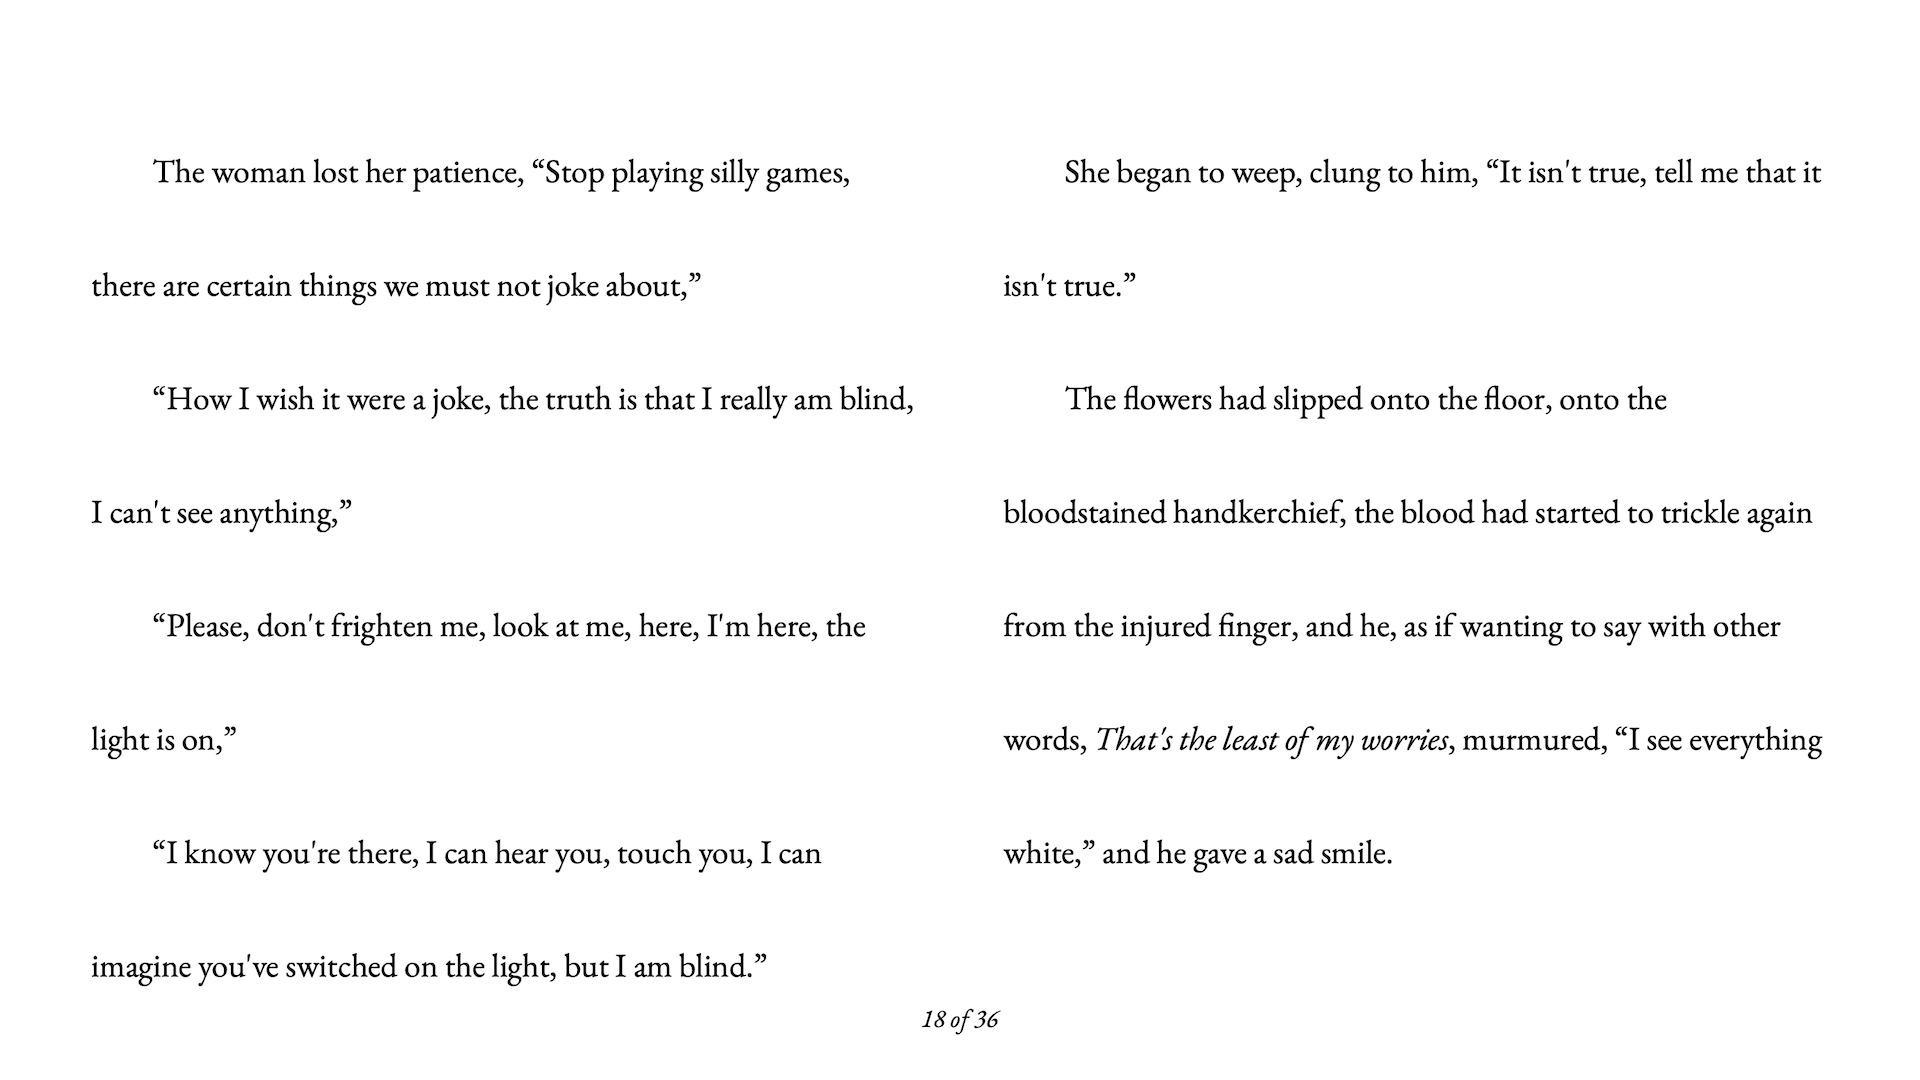 The woman lost her patience, “Stop playing silly games,
there are certain things we must not joke about,”
“How I wish it were a joke, the truth is that I really am blind,
I can't see anything,”
“Please, don't frighten me, look at me, here, I'm here, the
light is on,”
“I know you're there, I can hear you, touch you, I can
imagine you've switched on the light, but I am blind.”
She began to weep, clung to him, “It isn't true, tell me that it
isn't true.”
The flowers had slipped onto the floor, onto the
bloodstained handkerchief, the blood had started to trickle again
from the injured finger, and he, as if wanting to say with other
words, That's the least of my worries, murmured, “I see everything
white,” and he gave a sad smile.
18 of 36